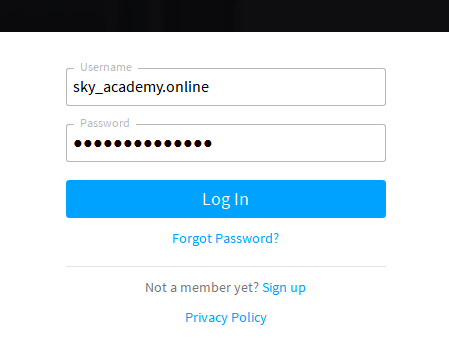 Username
sky_academy.online
Password
●●●●●●●●●●●●●●
Log In
Forgot Password?
Not a member yet? Sign up
Privacy Policy